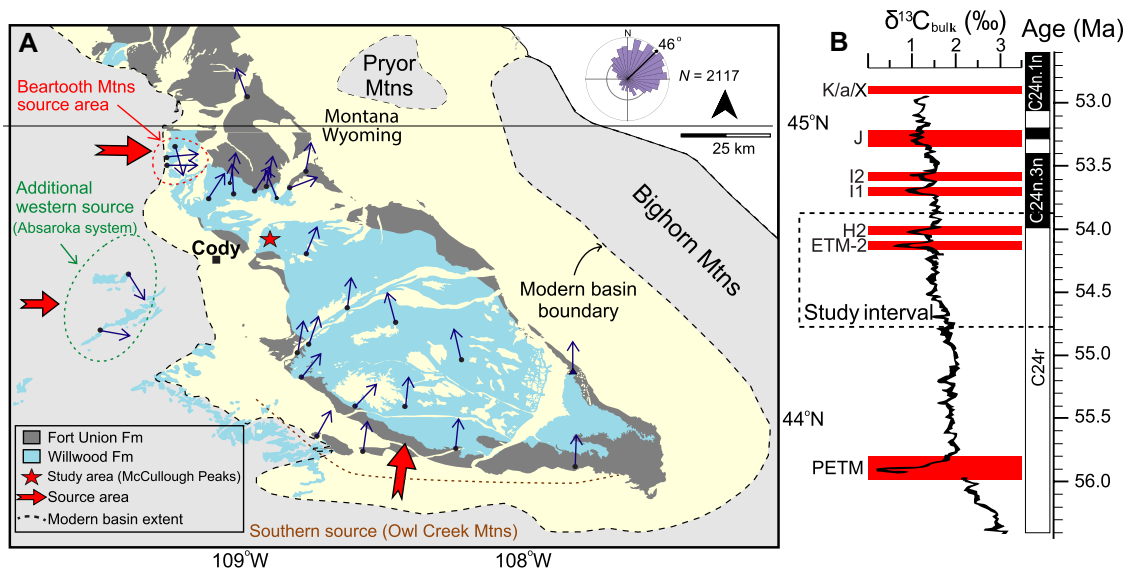 A
Beartooth Mtns
source area
Additional
western source
(Absaroka system)
Cody
Pryor
Mtns
Montana
Wyoming
N
46°
N = 2117
25 km
Bighorn Mtns
Modern basin
boundary
Fort Union Fm
Willwood Fm
Study area (McCullough Peaks)
Source area
Modern basin extent
Southern source (Owl Creek Mtns)
109°W
108°W
45°N
44°N
B
δ¹³C bulk (‰)
Age (Ma)
1 2 3
K/a/X
J
I2
I1
H2
ETM-2
Study interval
PETM
C24n.1n
C24n.3n
C24r
53.0
53.5
54.0
54.5
55.0
55.5
56.0